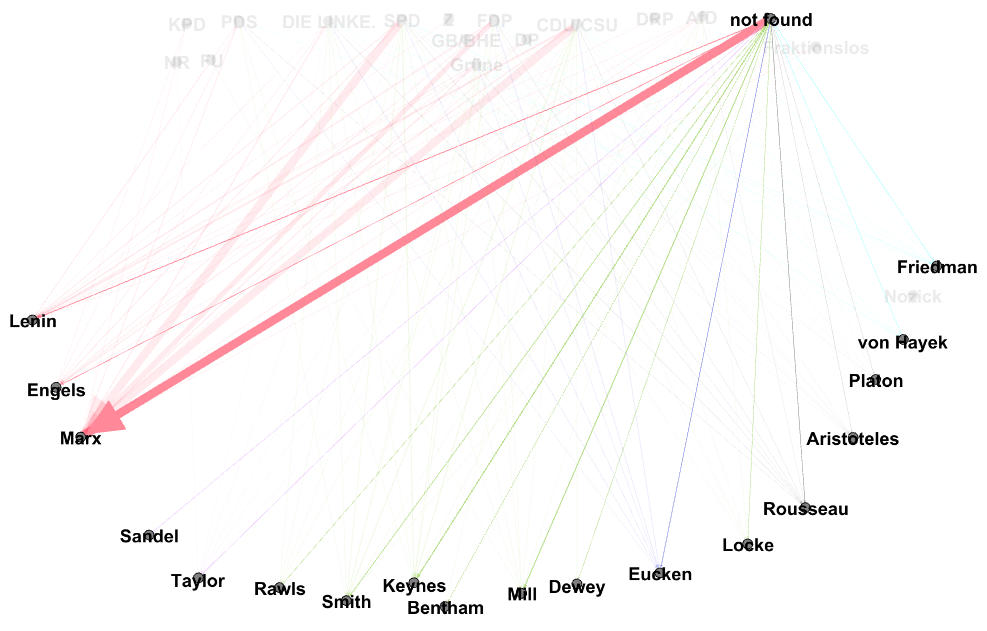 KPD
PDS
DIE LINKE.
SPD
Z
FDP
CDU/CSU
DRP
AfD
not found
GB/BHE
DP
Fraktionslos
NR
FU
Grüne
Friedman
Nozick
Lenin
von Hayek
Platon
Engels
Marx
Aristoteles
Rousseau
Sandel
Locke
Taylor
Rawls
Smith
Keynes
Bentham
Mill
Dewey
Eucken